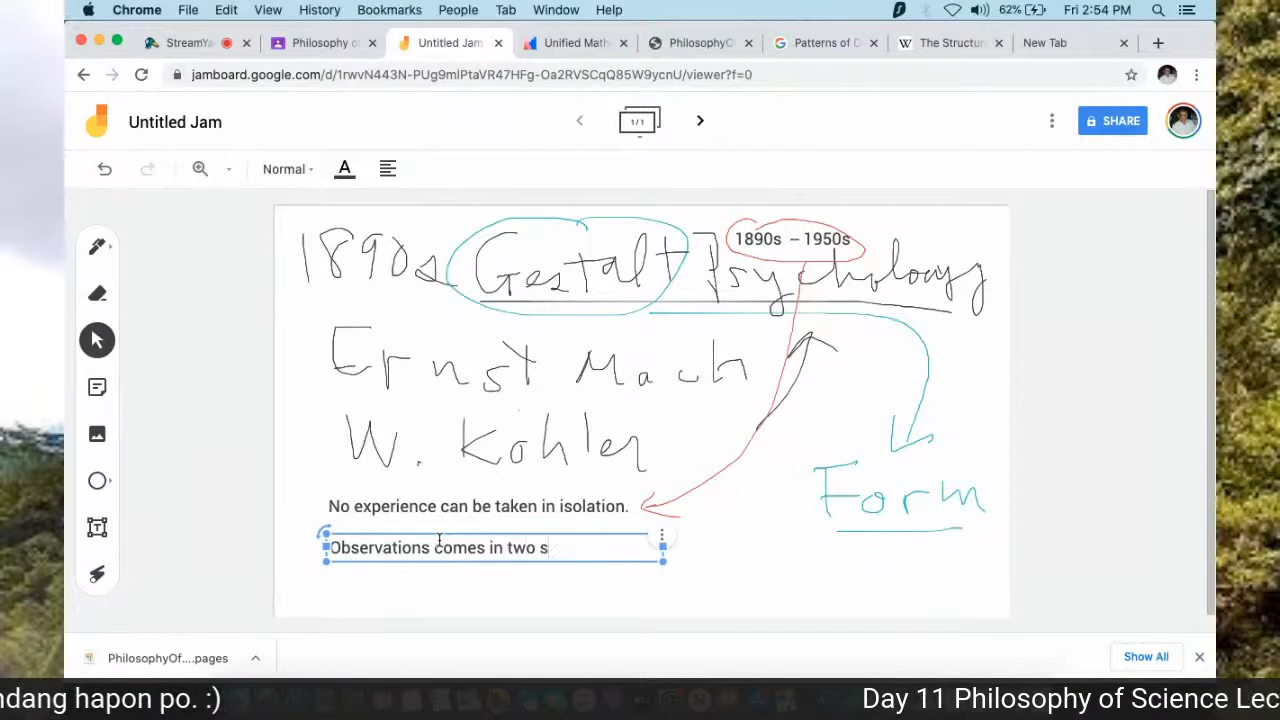 Chrome File Edit View History Bookmarks People Tab Window Help 62% Fri 2:54 PM
StreamYa Philosophy of Untitled Jam Unified Math PhilosophyO Patterns of D The Structur New Tab
jamboard.google.com/d/1rwvN443N-PUg9mlPtaVR47HFg-Oa2RVSCqQ85W9ycnU/viewer?f=0
Untitled Jam 1/1 SHARE
Normal A
1890s – 1950s
1890s Gestalt Psychology
Ernst Mach
W. Köhler
Form
No experience can be taken in isolation.
Observations comes in two s
PhilosophyOf....pages Show All
ndang hapon po. :) Day 11 Philosophy of Science Lec